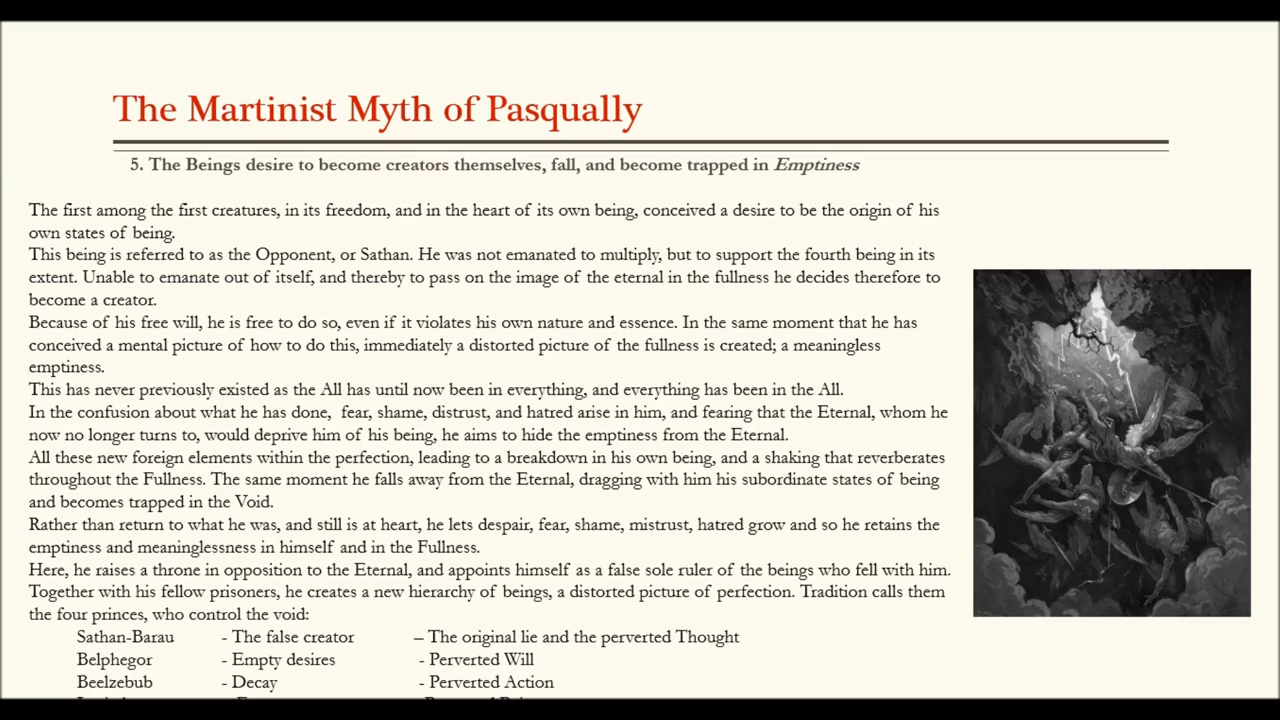 The Martinist Myth of Pasqually
5. The Beings desire to become creators themselves, fall, and become trapped in Emptiness
The first among the first creatures, in its freedom, and in the heart of its own being, conceived a desire to be the origin of his
own states of being.
This being is referred to as the Opponent, or Sathan. He was not emanated to multiply, but to support the fourth being in its
extent. Unable to emanate out of itself, and thereby to pass on the image of the eternal in the fullness he decides therefore to
become a creator.
Because of his free will, he is free to do so, even if it violates his own nature and essence. In the same moment that he has
conceived a mental picture of how to do this, immediately a distorted picture of the fullness is created; a meaningless
emptiness.
This has never previously existed as the All has until now been in everything, and everything has been in the All.
In the confusion about what he has done, fear, shame, distrust, and hatred arise in him, and fearing that the Eternal, whom he
now no longer turns to, would deprive him of his being, he aims to hide the emptiness from the Eternal.
All these new foreign elements within the perfection, leading to a breakdown in his own being, and a shaking that reverberates
throughout the Fullness. The same moment he falls away from the Eternal, dragging with him his subordinate states of being
and becomes trapped in the Void.
Rather than return to what he was, and still is at heart, he lets despair, fear, shame, mistrust, hatred grow and so he retains the
emptiness and meaninglessness in himself and in the Fullness.
Here, he raises a throne in opposition to the Eternal, and appoints himself as a false sole ruler of the beings who fell with him.
Together with his fellow prisoners, he creates a new hierarchy of beings, a distorted picture of perfection. Tradition calls them
the four princes, who control the void:
Sathan-Barau - The false creator – The original lie and the perverted Thought
Belphegor - Empty desires - Perverted Will
Beelzebub - Decay - Perverted Action